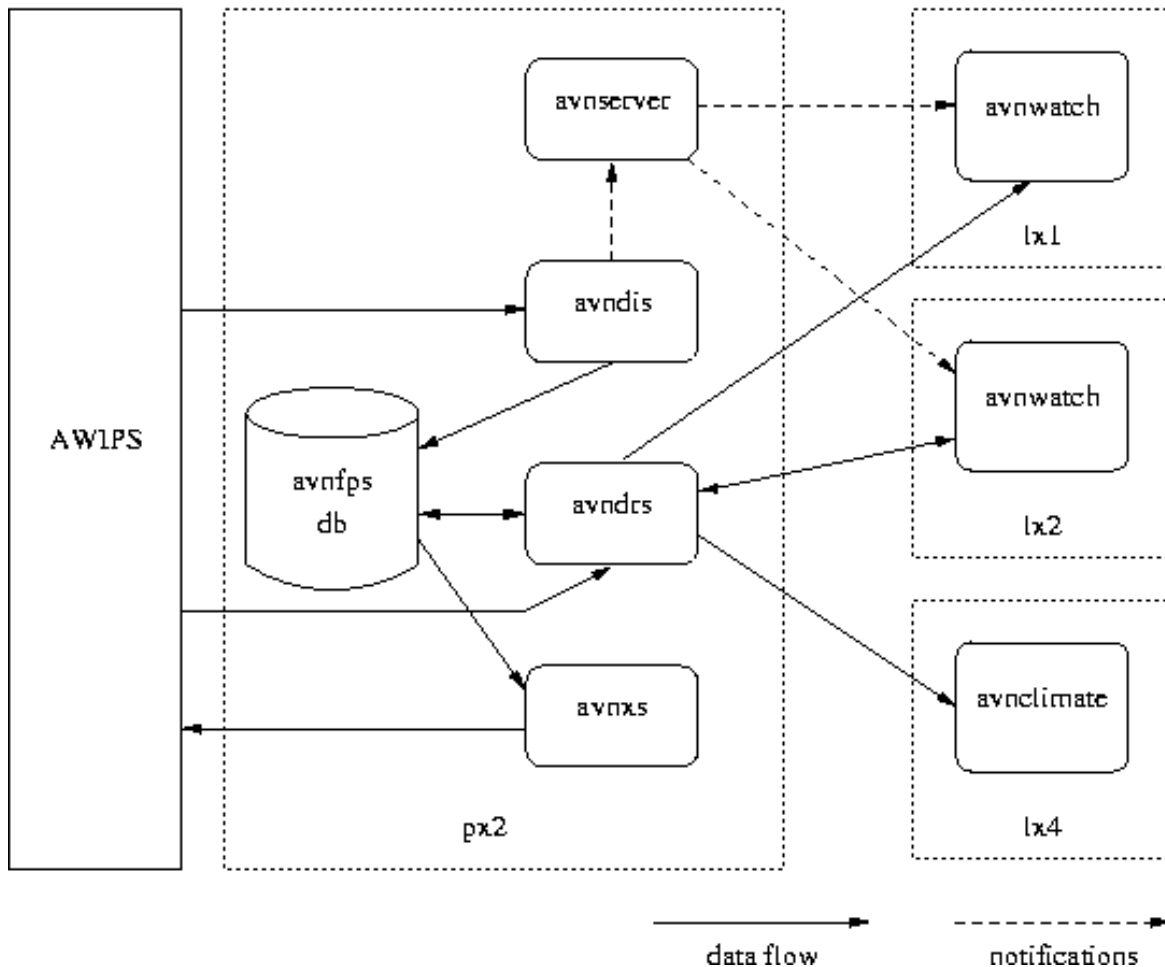 avnserver
avnwatch
lx1
avndis
AWIPS
avnfps
db
avndrs
avnwatch
lx2
avnxs
avnclimate
px2
lx4
data flow
notifications